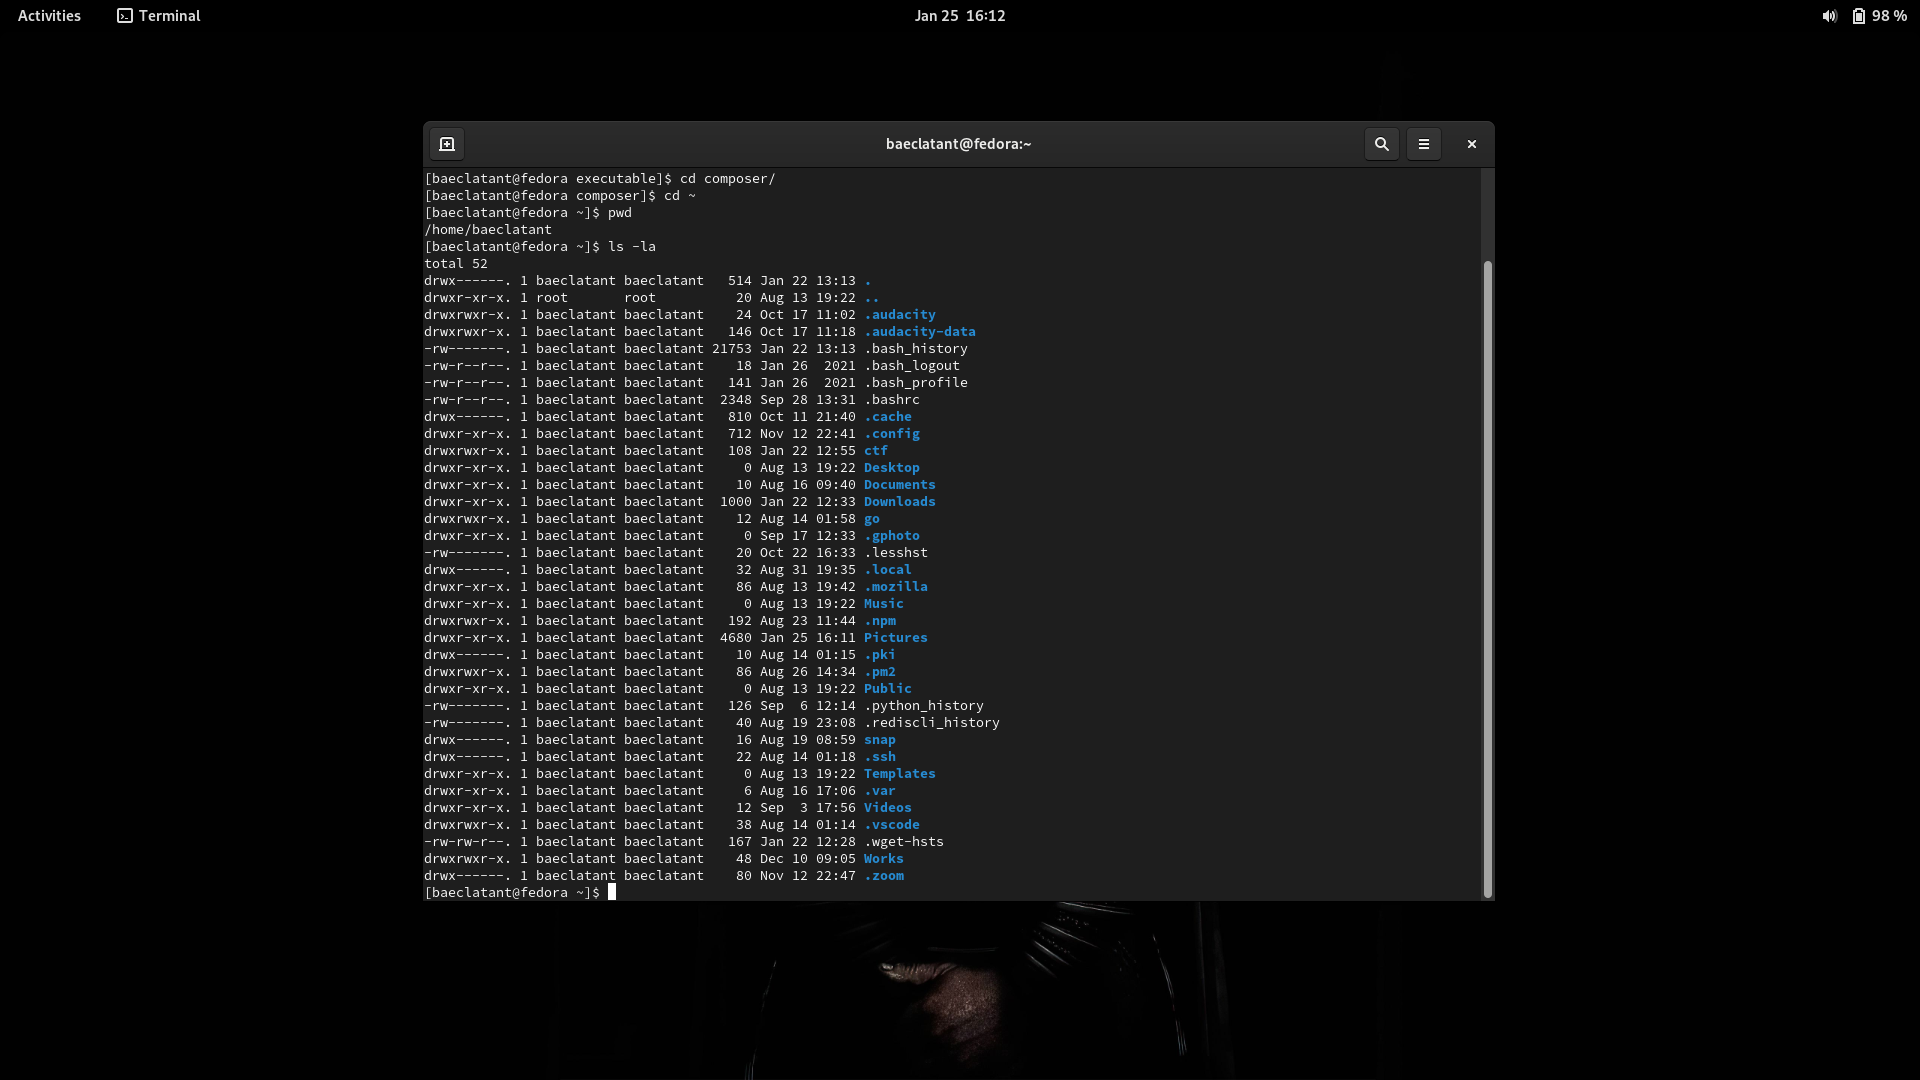 Activities Terminal Jan 25 16:12 98 %
baeclatant@fedora:~
[baeclatant@fedora executable]$ cd composer/
[baeclatant@fedora composer]$ cd ~
[baeclatant@fedora ~]$ pwd
/home/baeclatant
[baeclatant@fedora ~]$ ls -la
total 52
drwx------. 1 baeclatant baeclatant   514 Jan 22 13:13 .
drwxr-xr-x. 1 root       root          20 Aug 13 19:22 ..
drwxrwxr-x. 1 baeclatant baeclatant    24 Oct 17 11:02 .audacity
drwxrwxr-x. 1 baeclatant baeclatant   146 Oct 17 11:18 .audacity-data
-rw-------. 1 baeclatant baeclatant 21753 Jan 22 13:13 .bash_history
-rw-r--r--. 1 baeclatant baeclatant    18 Jan 26  2021 .bash_logout
-rw-r--r--. 1 baeclatant baeclatant   141 Jan 26  2021 .bash_profile
-rw-r--r--. 1 baeclatant baeclatant  2348 Sep 28 13:31 .bashrc
drwx------. 1 baeclatant baeclatant   810 Oct 11 21:40 .cache
drwxr-xr-x. 1 baeclatant baeclatant   712 Nov 12 22:41 .config
drwxrwxr-x. 1 baeclatant baeclatant   108 Jan 22 12:55 ctf
drwxr-xr-x. 1 baeclatant baeclatant     0 Aug 13 19:22 Desktop
drwxr-xr-x. 1 baeclatant baeclatant    10 Aug 16 09:40 Documents
drwxr-xr-x. 1 baeclatant baeclatant  1000 Jan 22 12:33 Downloads
drwxrwxr-x. 1 baeclatant baeclatant    12 Aug 14 01:58 go
drwxr-xr-x. 1 baeclatant baeclatant     0 Sep 17 12:33 .gphoto
-rw-------. 1 baeclatant baeclatant    20 Oct 22 16:33 .lesshst
drwx------. 1 baeclatant baeclatant    32 Aug 31 19:35 .local
drwxr-xr-x. 1 baeclatant baeclatant    86 Aug 13 19:42 .mozilla
drwxr-xr-x. 1 baeclatant baeclatant     0 Aug 13 19:22 Music
drwxrwxr-x. 1 baeclatant baeclatant   192 Aug 23 11:44 .npm
drwxr-xr-x. 1 baeclatant baeclatant  4680 Jan 25 16:11 Pictures
drwx------. 1 baeclatant baeclatant    10 Aug 14 01:15 .pki
drwxrwxr-x. 1 baeclatant baeclatant    86 Aug 26 14:34 .pm2
drwxr-xr-x. 1 baeclatant baeclatant     0 Aug 13 19:22 Public
-rw-------. 1 baeclatant baeclatant   126 Sep  6 12:14 .python_history
-rw-------. 1 baeclatant baeclatant    40 Aug 19 23:08 .rediscli_history
drwx------. 1 baeclatant baeclatant    16 Aug 19 08:59 snap
drwx------. 1 baeclatant baeclatant    22 Aug 14 01:18 .ssh
drwxr-xr-x. 1 baeclatant baeclatant     0 Aug 13 19:22 Templates
drwxr-xr-x. 1 baeclatant baeclatant     6 Aug 16 17:06 .var
drwxr-xr-x. 1 baeclatant baeclatant    12 Sep  3 17:56 Videos
drwxrwxr-x. 1 baeclatant baeclatant    38 Aug 14 01:14 .vscode
-rw-rw-r--. 1 baeclatant baeclatant   167 Jan 22 12:28 .wget-hsts
drwxrwxr-x. 1 baeclatant baeclatant    48 Dec 10 09:05 Works
drwx------. 1 baeclatant baeclatant    80 Nov 12 22:47 .zoom
[baeclatant@fedora ~]$